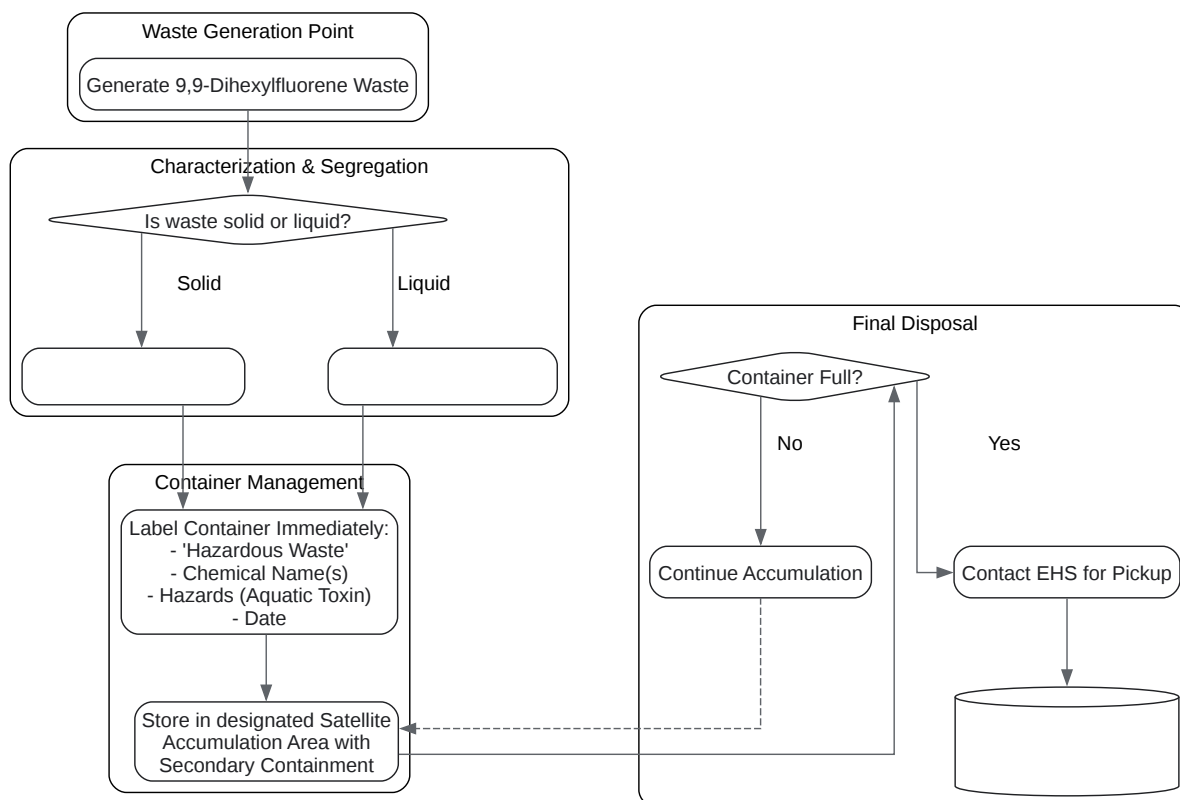 Waste Generation Point
Generate 9,9-Dihexylfluorene Waste
Characterization & Segregation
Is waste solid or liquid?
Solid
Liquid
Container Management
Label Container Immediately:
- 'Hazardous Waste'
- Chemical Name(s)
- Hazards (Aquatic Toxin)
- Date
Store in designated Satellite
Accumulation Area with
Secondary Containment
Final Disposal
Container Full?
No
Yes
Continue Accumulation
Contact EHS for Pickup